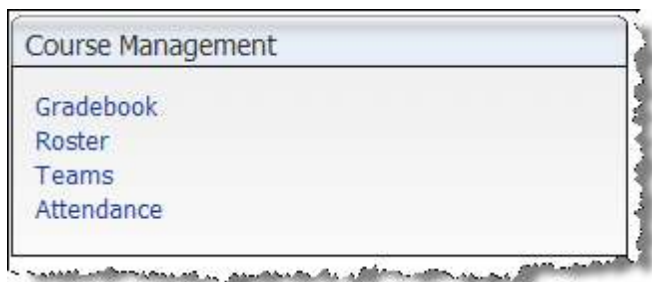 Course Management
Gradebook
Roster
Teams
Attendance